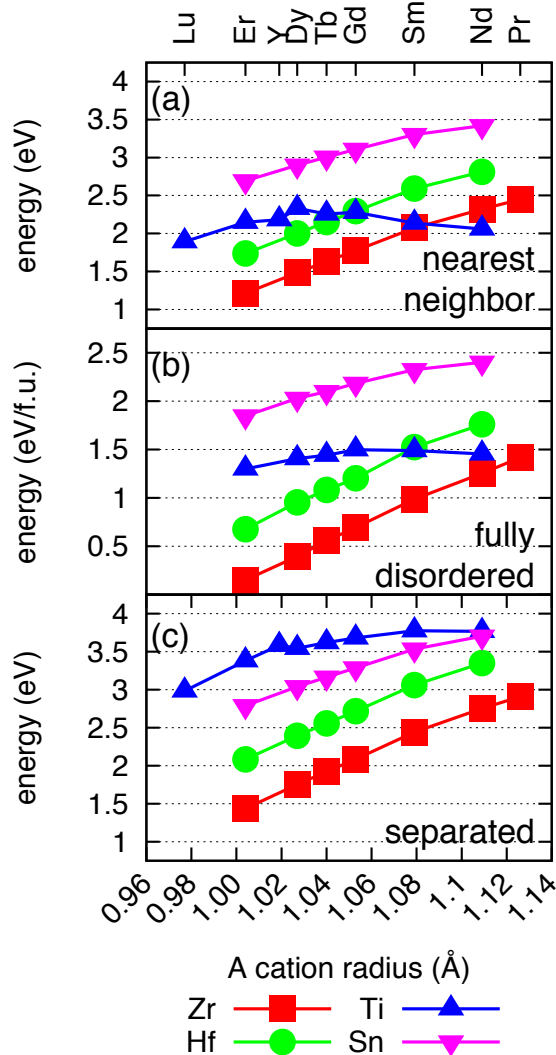 Lu Er Y Dy Tb Gd Sm Nd Pr
(a)
energy (eV)
4
3.5
3
2.5
2
1.5
1
nearest
neighbor
(b)
energy (eV/f.u.)
2.5
2
1.5
1
0.5
fully
disordered
(c)
energy (eV)
4
3.5
3
2.5
2
1.5
1
separated
0.96 0.98 1.00 1.02 1.04 1.06 1.08 1.1 1.12 1.14
A cation radius (Å)
Zr Ti
Hf Sn